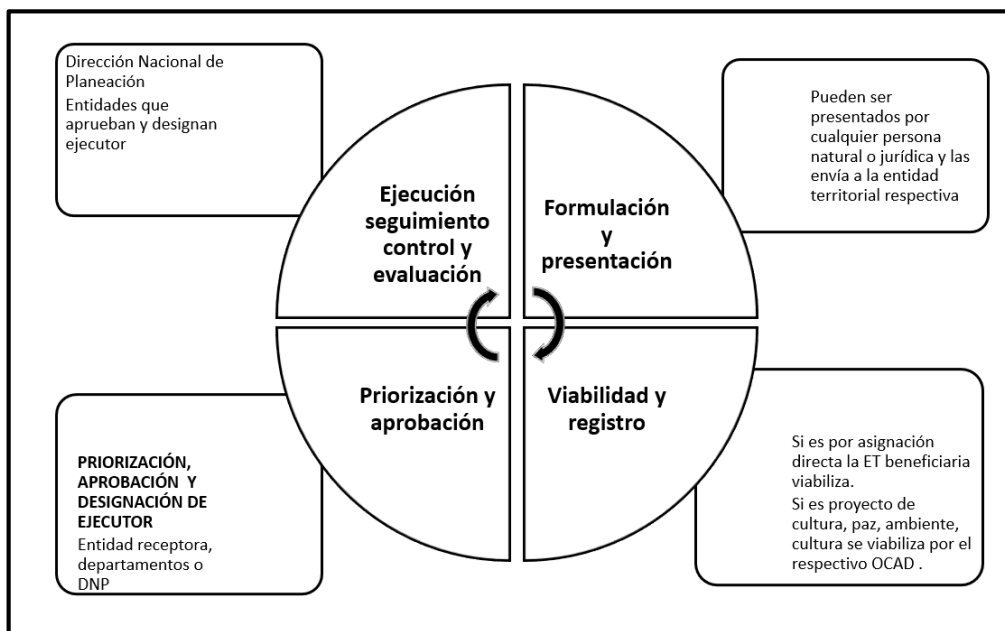 Dirección Nacional de
Planeación
Entidades que
aprueban y designan
ejecutor
Pueden ser
presentados por
cualquier persona
natural o jurídica y las
envía a la entidad
territorial respectiva
Ejecución
seguimiento
control y
evaluación
Formulación
y
presentación
Priorización y
aprobación
Viabilidad y
registro
PRIORIZACIÓN,
APROBACIÓN Y
DESIGNACIÓN DE
EJECUTOR
Entidad receptora,
departamentos o
DNP
Si es por asignación
directa la ET beneficiaria
viabiliza.
Si es proyecto de
cultura, paz, ambiente,
cultura se viabiliza por el
respectivo OCAD .